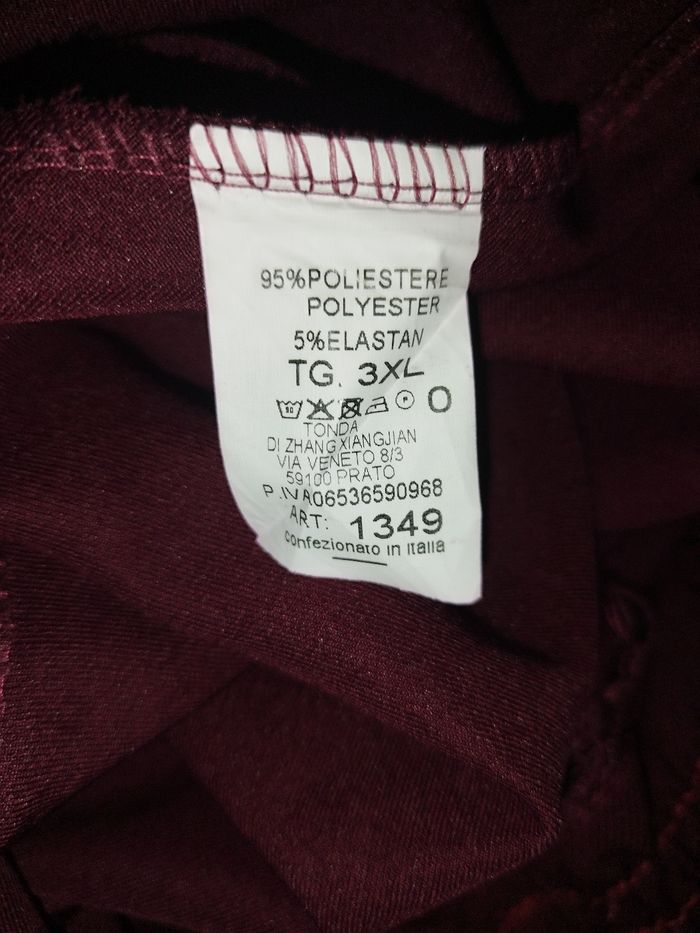 95%POLIESTERE
POLYESTER
5%ELASTAN
TG. 3XL
TONDA
DI ZHANG XIANGJIAN
VIA VENETO 8/3
59100 PRATO
P.IVA06536590968
ART: 1349
confezionato in italia